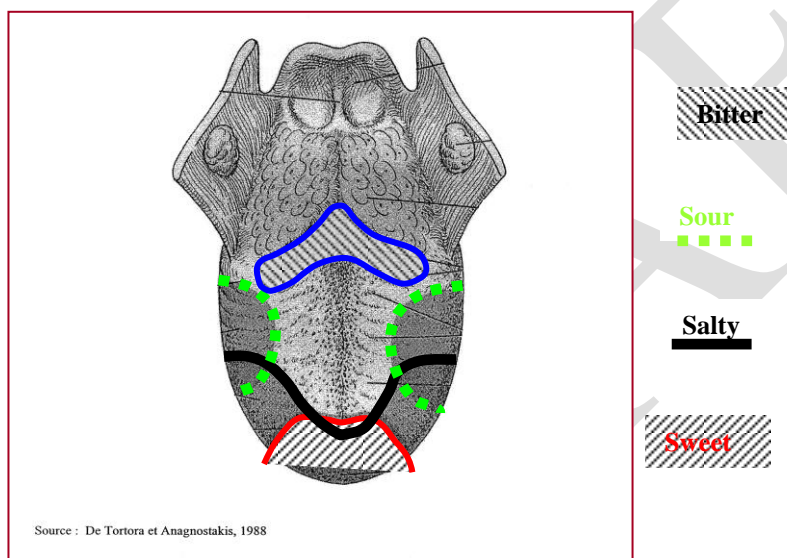 Bitter
Sour
Salty
Sweet
Source : De Tortora et Anagnostakis, 1988